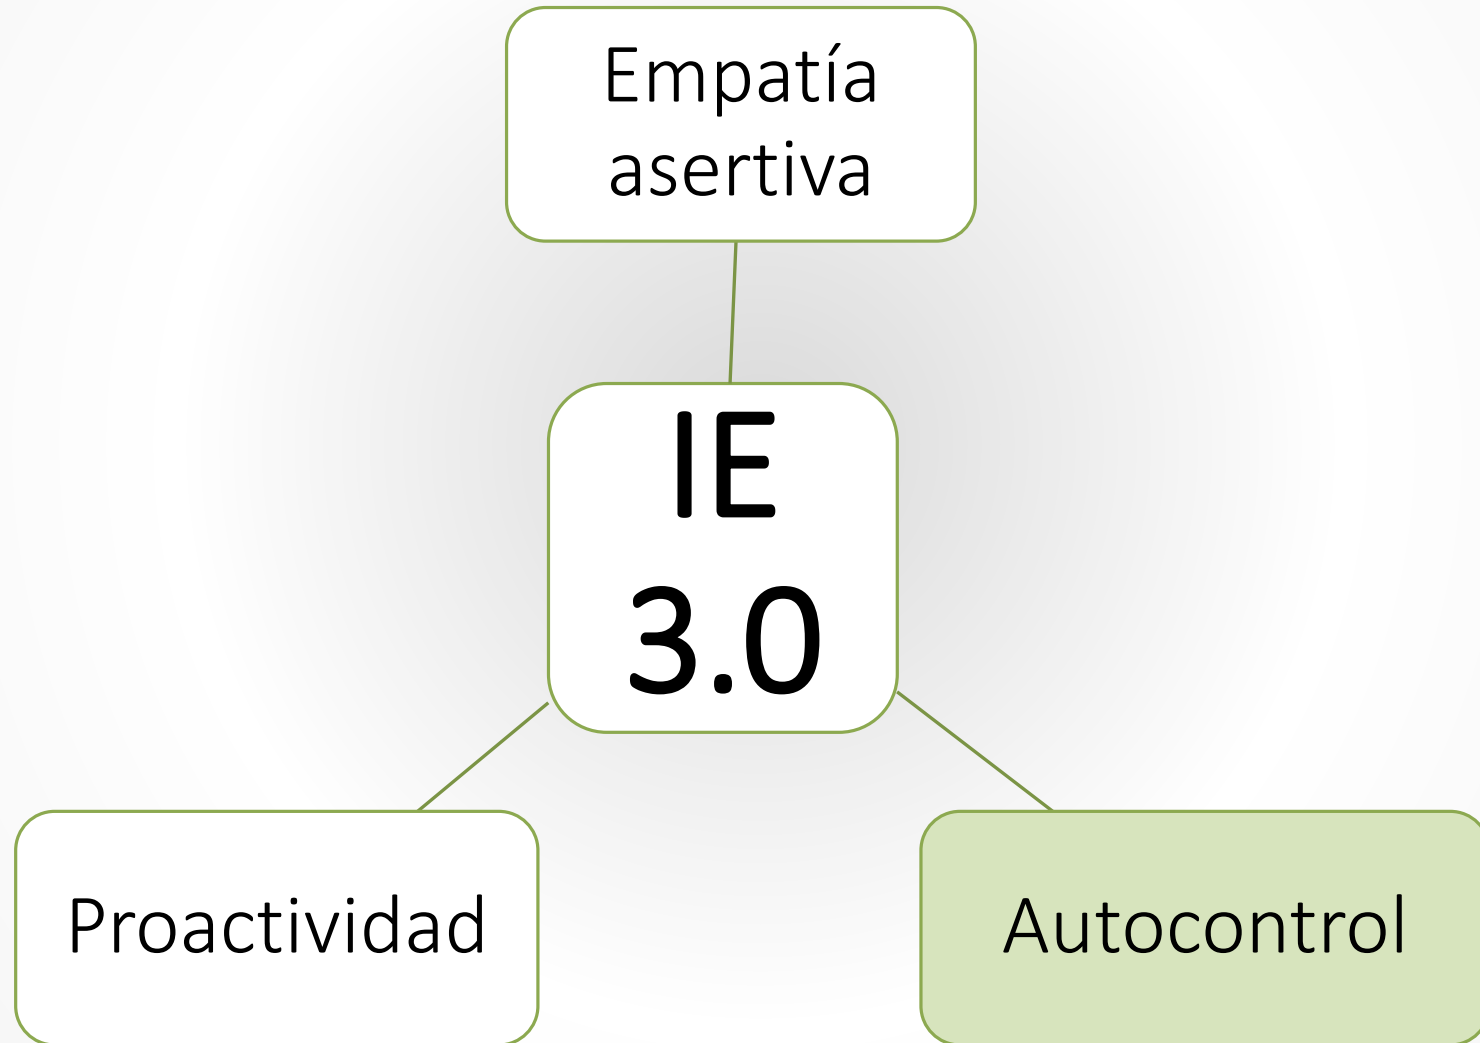 Empatía
asertiva
IE
3.0
Proactividad
Autocontrol